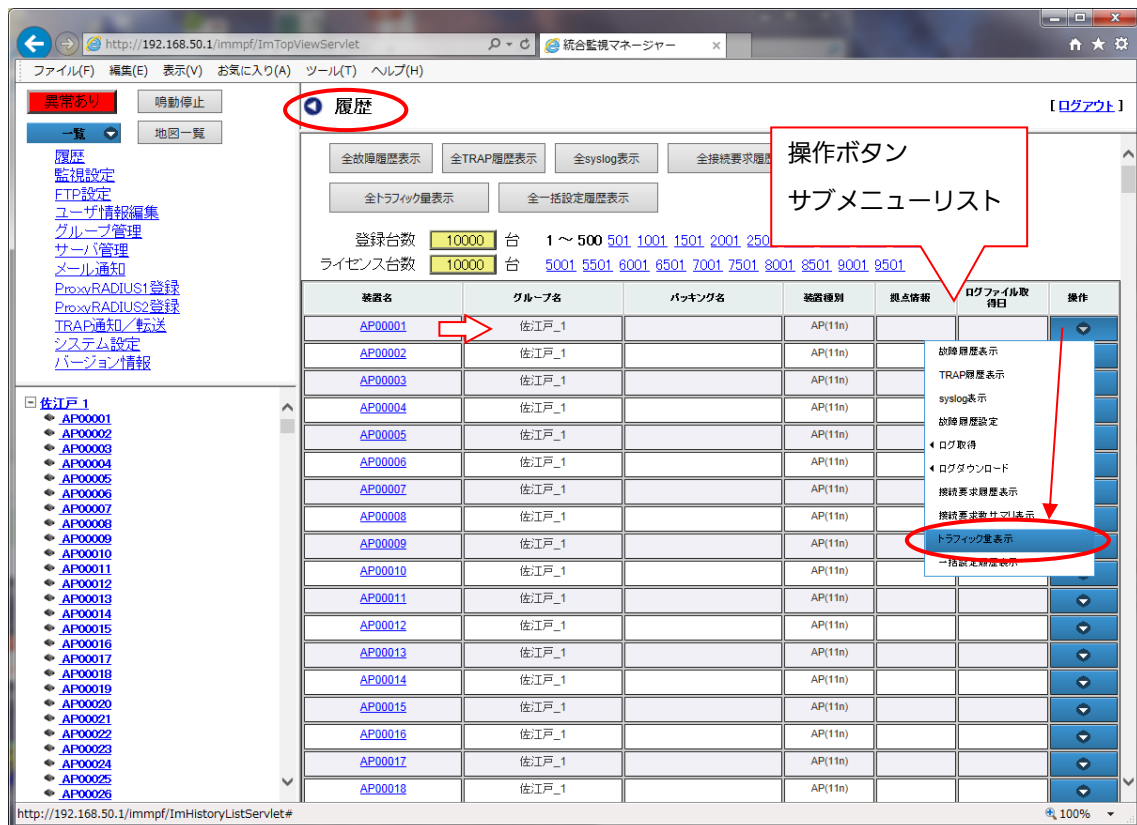 http://192.168.50.1/immpf/ImTopViewServlet
統合監視マネージャー
ファイル(F) 編集(E) 表示(V) お気に入り(A) ツール(T) ヘルプ(H)
異常あり 鳴動停止
一覧 地図一覧
履歴
監視設定
FTP設定
ユーザ情報編集
グループ管理
サーバ管理
メール通知
ProxyRADIUS1登録
ProxyRADIUS2登録
TRAP通知/転送
システム設定
バージョン情報
佐江戸 1
AP00001
AP00002
AP00003
AP00004
AP00005
AP00006
AP00007
AP00008
AP00009
AP00010
AP00011
AP00012
AP00013
AP00014
AP00015
AP00016
AP00017
AP00018
AP00019
AP00020
AP00021
AP00022
AP00023
AP00024
AP00025
AP00026
履歴
[ログアウト]
全故障履歴表示 全TRAP履歴表示 全syslog表示 全接続要求履歴
全トラフィック量表示 全一括設定履歴表示
操作ボタン
サブメニューリスト
登録台数 10000 台 1 ~ 500 501 1001 1501 2001 250
ライセンス台数 10000 台 5001 5501 6001 6501 7001 7501 8001 8501 9001 9501
装置名 グループ名 パッキング名 装置種別 拠点情報 ログファイル取得日 操作
AP00001 佐江戸_1 AP(11n)
AP00002 佐江戸_1 AP(11n)
AP00003 佐江戸_1 AP(11n)
AP00004 佐江戸_1 AP(11n)
AP00005 佐江戸_1 AP(11n)
AP00006 佐江戸_1 AP(11n)
AP00007 佐江戸_1 AP(11n)
AP00008 佐江戸_1 AP(11n)
AP00009 佐江戸_1 AP(11n)
AP00010 佐江戸_1 AP(11n)
AP00011 佐江戸_1 AP(11n)
AP00012 佐江戸_1 AP(11n)
AP00013 佐江戸_1 AP(11n)
AP00014 佐江戸_1 AP(11n)
AP00015 佐江戸_1 AP(11n)
AP00016 佐江戸_1 AP(11n)
AP00017 佐江戸_1 AP(11n)
AP00018 佐江戸_1 AP(11n)
故障履歴表示
TRAP履歴表示
syslog表示
故障履歴設定
ログ取得
ログダウンロード
接続要求履歴表示
接続要求数サマリ表示
トラフィック量表示
一括設定履歴表示
http://192.168.50.1/immpf/ImHistoryListServlet#
100%